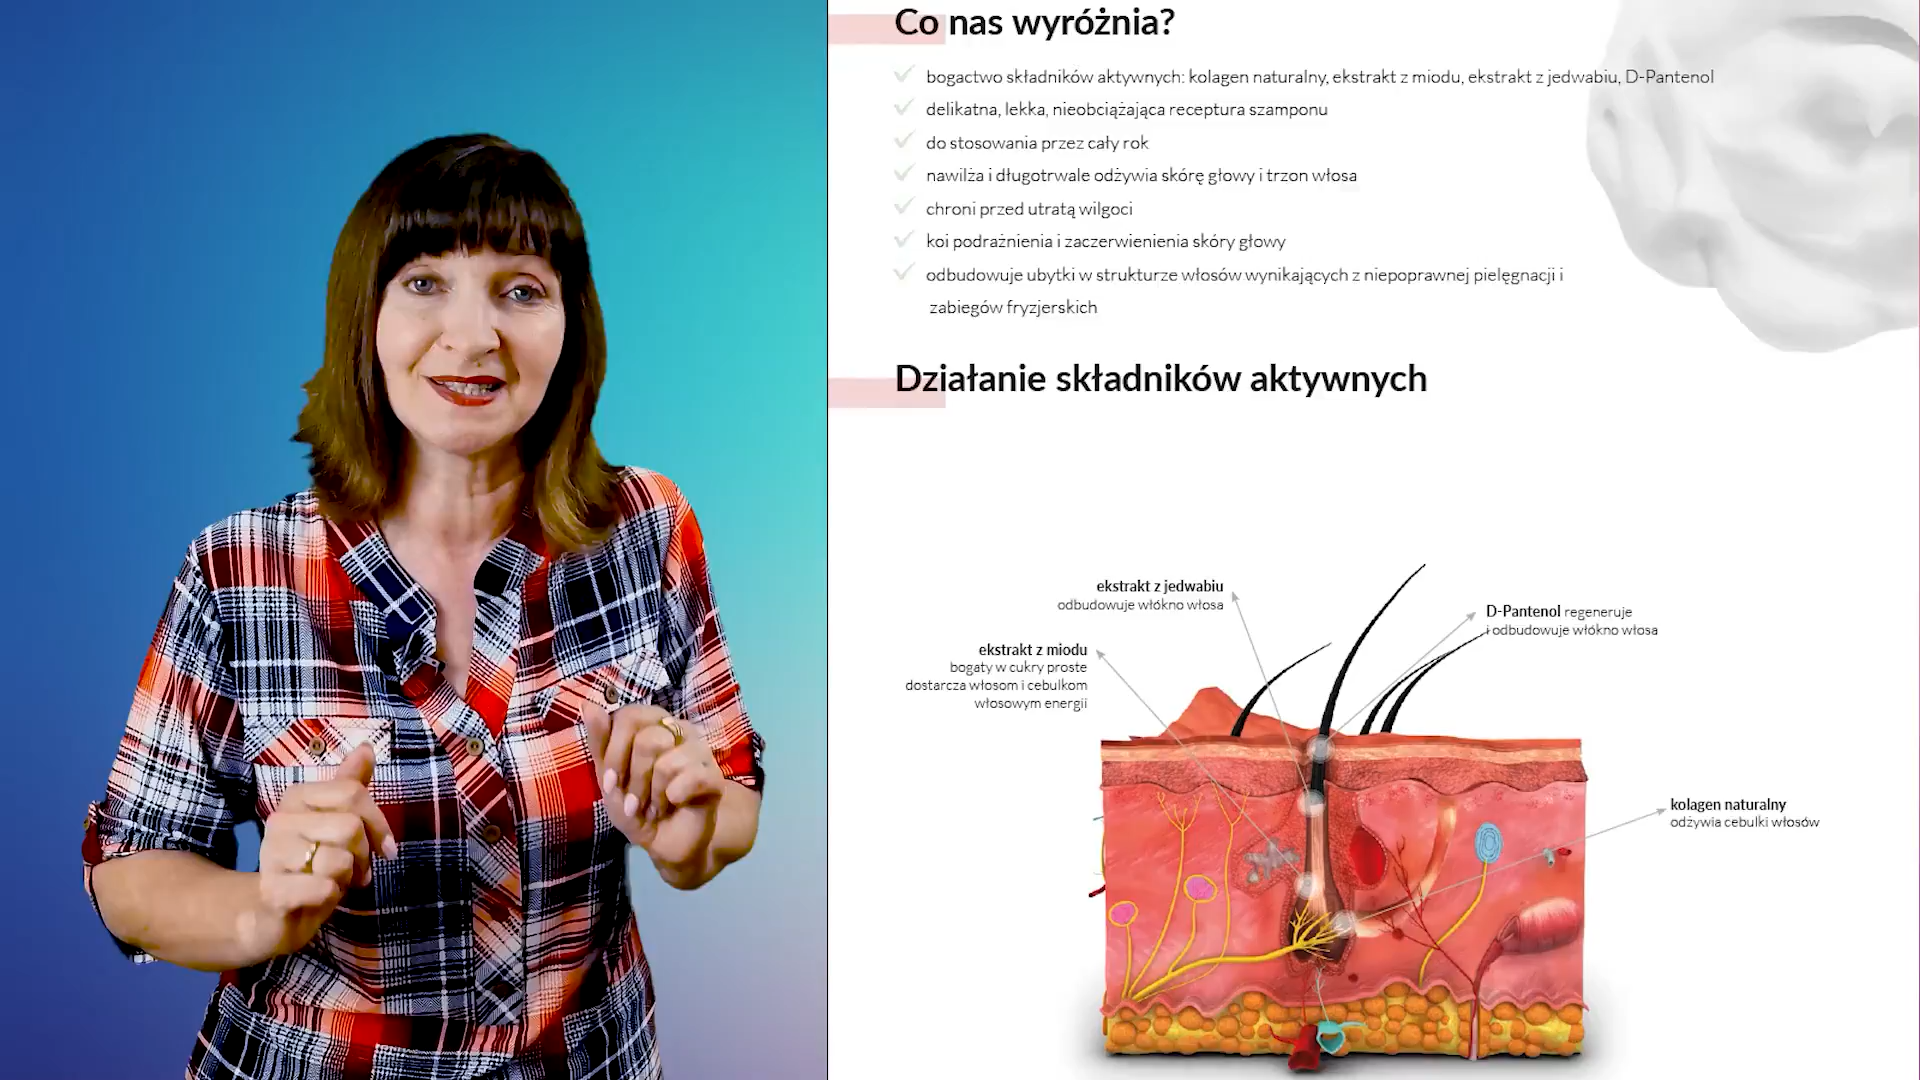 Co nas wyróżnia?
bogactwo składników aktywnych: kolagen naturalny, ekstrakt z miodu, ekstrakt z jedwabiu, D-Pantenol
delikatna, lekka, nieobciążająca receptura szamponu
do stosowania przez cały rok
nawilża i długotrwale odżywia skórę głowy i trzon włosa
chroni przed utratą wilgoci
koi podrażnienia i zaczerwienienia skóry głowy
odbudowuje ubytki w strukturze włosów wynikających z niepoprawnej pielęgnacji i
zabiegów fryzjerskich
Działanie składników aktywnych
ekstrakt z jedwabiu
odbudowuje włókno włosa
ekstrakt z miodu
bogaty w cukry proste
dostarcza włosom i cebulkom
włosowym energii
D-Pantenol regeneruje
i odbudowuje włókno włosa
kolagen naturalny
odżywia cebulki włosów